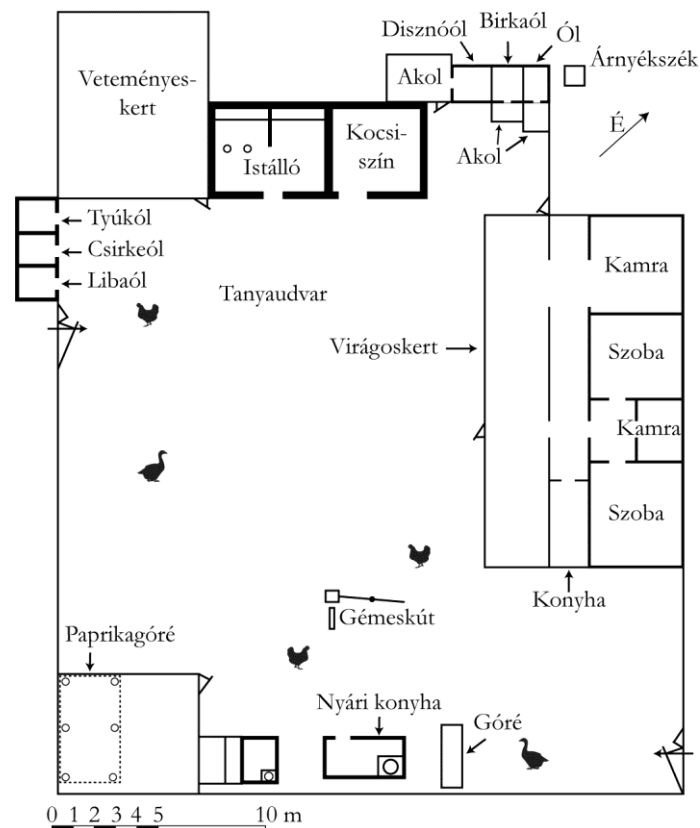 Disznóól
Birkaól
Ól
Árnyékszék
Veteményes-
kert
Akol
É
Kocsi-
szín
Istálló
Akol
Tyúkól
Csirkeól
Libaól
Tanyaudvar
Kamra
Virágoskert
Szoba
Kamra
Szoba
Konyha
Gémeskút
Paprikagóré
Nyári konyha
Góré
0 1 2 3 4 5 10 m